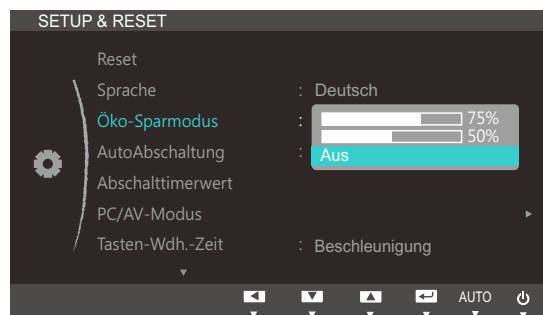 SETUP & RESET
Reset
Sprache : Deutsch
Öko-Sparmodus : 75%
50%
AutoAbschaltung : Aus
Abschalttimerwert
PC/AV-Modus
Tasten-Wdh.-Zeit : Beschleunigung
AUTO